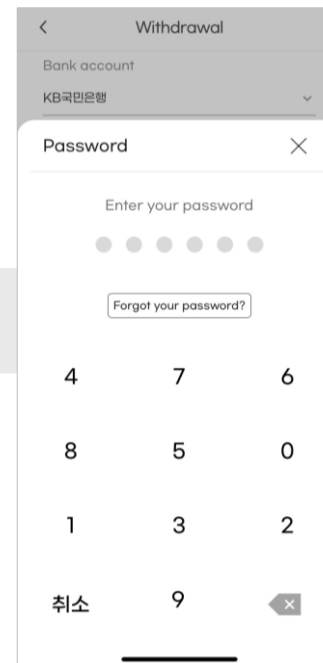 Withdrawal
Bank account
KB국민은행
Password
Enter your password
Forgot your password?
4 7 6
8 5 0
1 3 2
취소 9